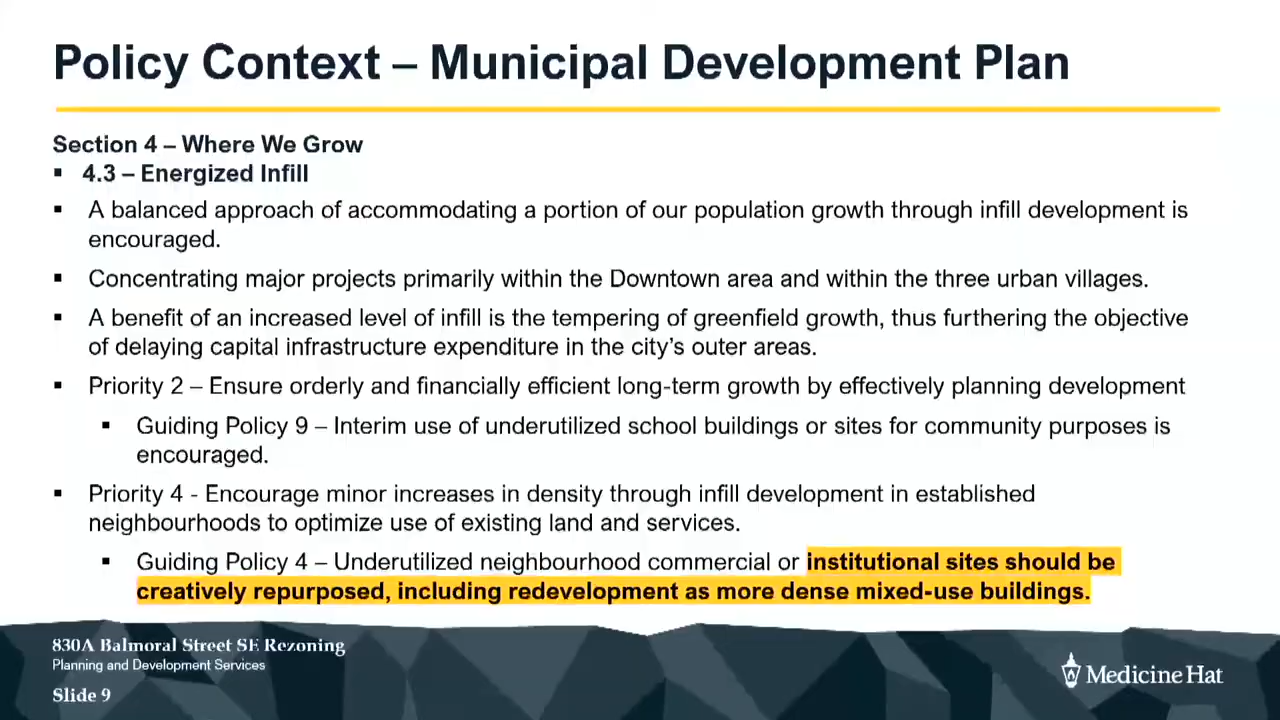 Policy Context – Municipal Development Plan
Section 4 – Where We Grow
▪ 4.3 – Energized Infill
▪ A balanced approach of accommodating a portion of our population growth through infill development is
encouraged.
▪ Concentrating major projects primarily within the Downtown area and within the three urban villages.
▪ A benefit of an increased level of infill is the tempering of greenfield growth, thus furthering the objective
of delaying capital infrastructure expenditure in the city's outer areas.
▪ Priority 2 – Ensure orderly and financially efficient long-term growth by effectively planning development
▪ Guiding Policy 9 – Interim use of underutilized school buildings or sites for community purposes is
encouraged.
▪ Priority 4 - Encourage minor increases in density through infill development in established
neighbourhoods to optimize use of existing land and services.
▪ Guiding Policy 4 – Underutilized neighbourhood commercial or institutional sites should be
creatively repurposed, including redevelopment as more dense mixed-use buildings.
830A Balmoral Street SE Rezoning
Planning and Development Services
Slide 9
Medicine Hat